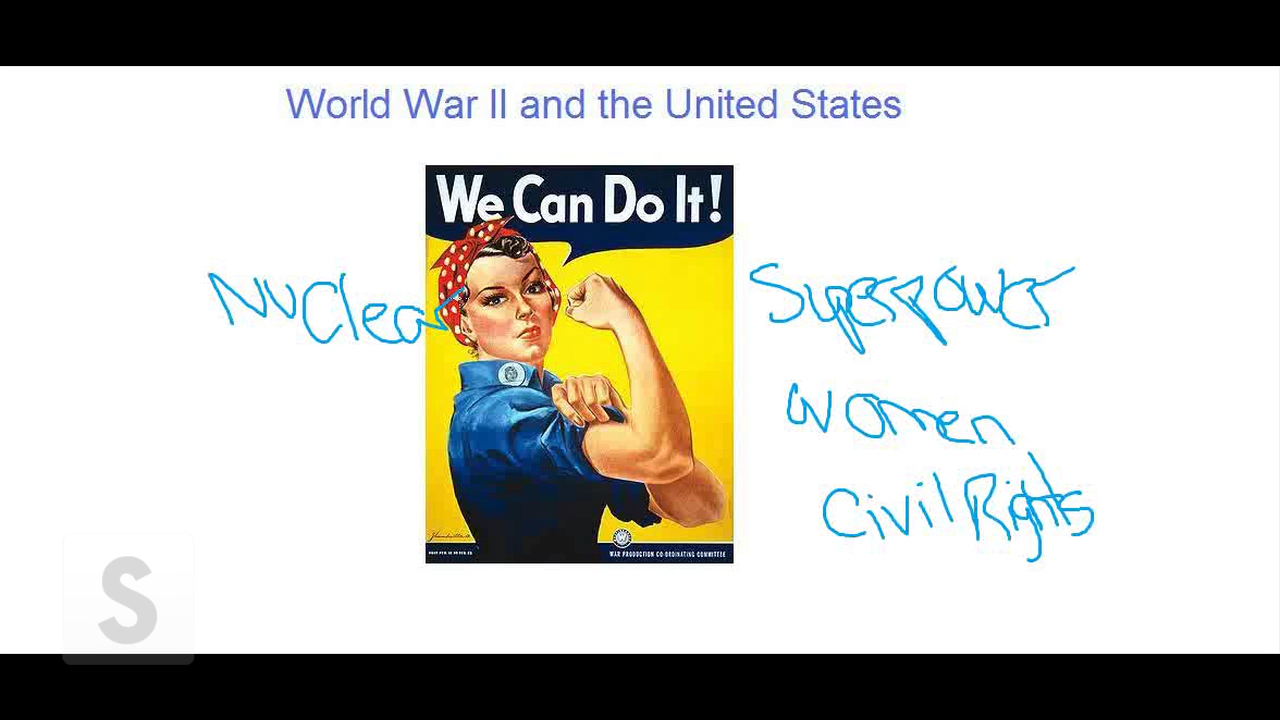 World War II and the United States
We Can Do It!
Nuclear
Superpower
women
Civil Rights
WAR PRODUCTION CO-ORDINATING COMMITTEE
S